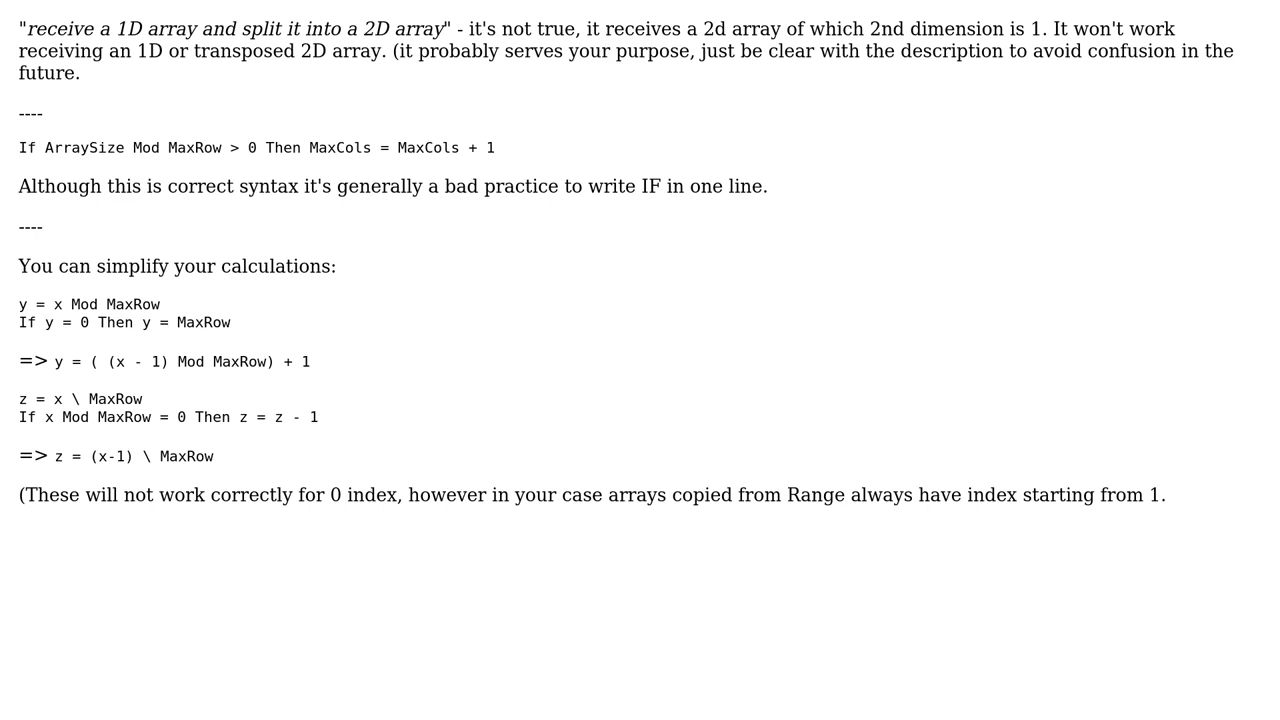 "receive a 1D array and split it into a 2D array" - it's not true, it receives a 2d array of which 2nd dimension is 1. It won't work
receiving an 1D or transposed 2D array. (it probably serves your purpose, just be clear with the description to avoid confusion in the
future.
----
If ArraySize Mod MaxRow > 0 Then MaxCols = MaxCols + 1
Although this is correct syntax it's generally a bad practice to write IF in one line.
----
You can simplify your calculations:
y = x Mod MaxRow
If y = 0 Then y = MaxRow
=> y = ( (x - 1) Mod MaxRow) + 1
z = x \ MaxRow
If x Mod MaxRow = 0 Then z = z - 1
=> z = (x-1) \ MaxRow
(These will not work correctly for 0 index, however in your case arrays copied from Range always have index starting from 1.